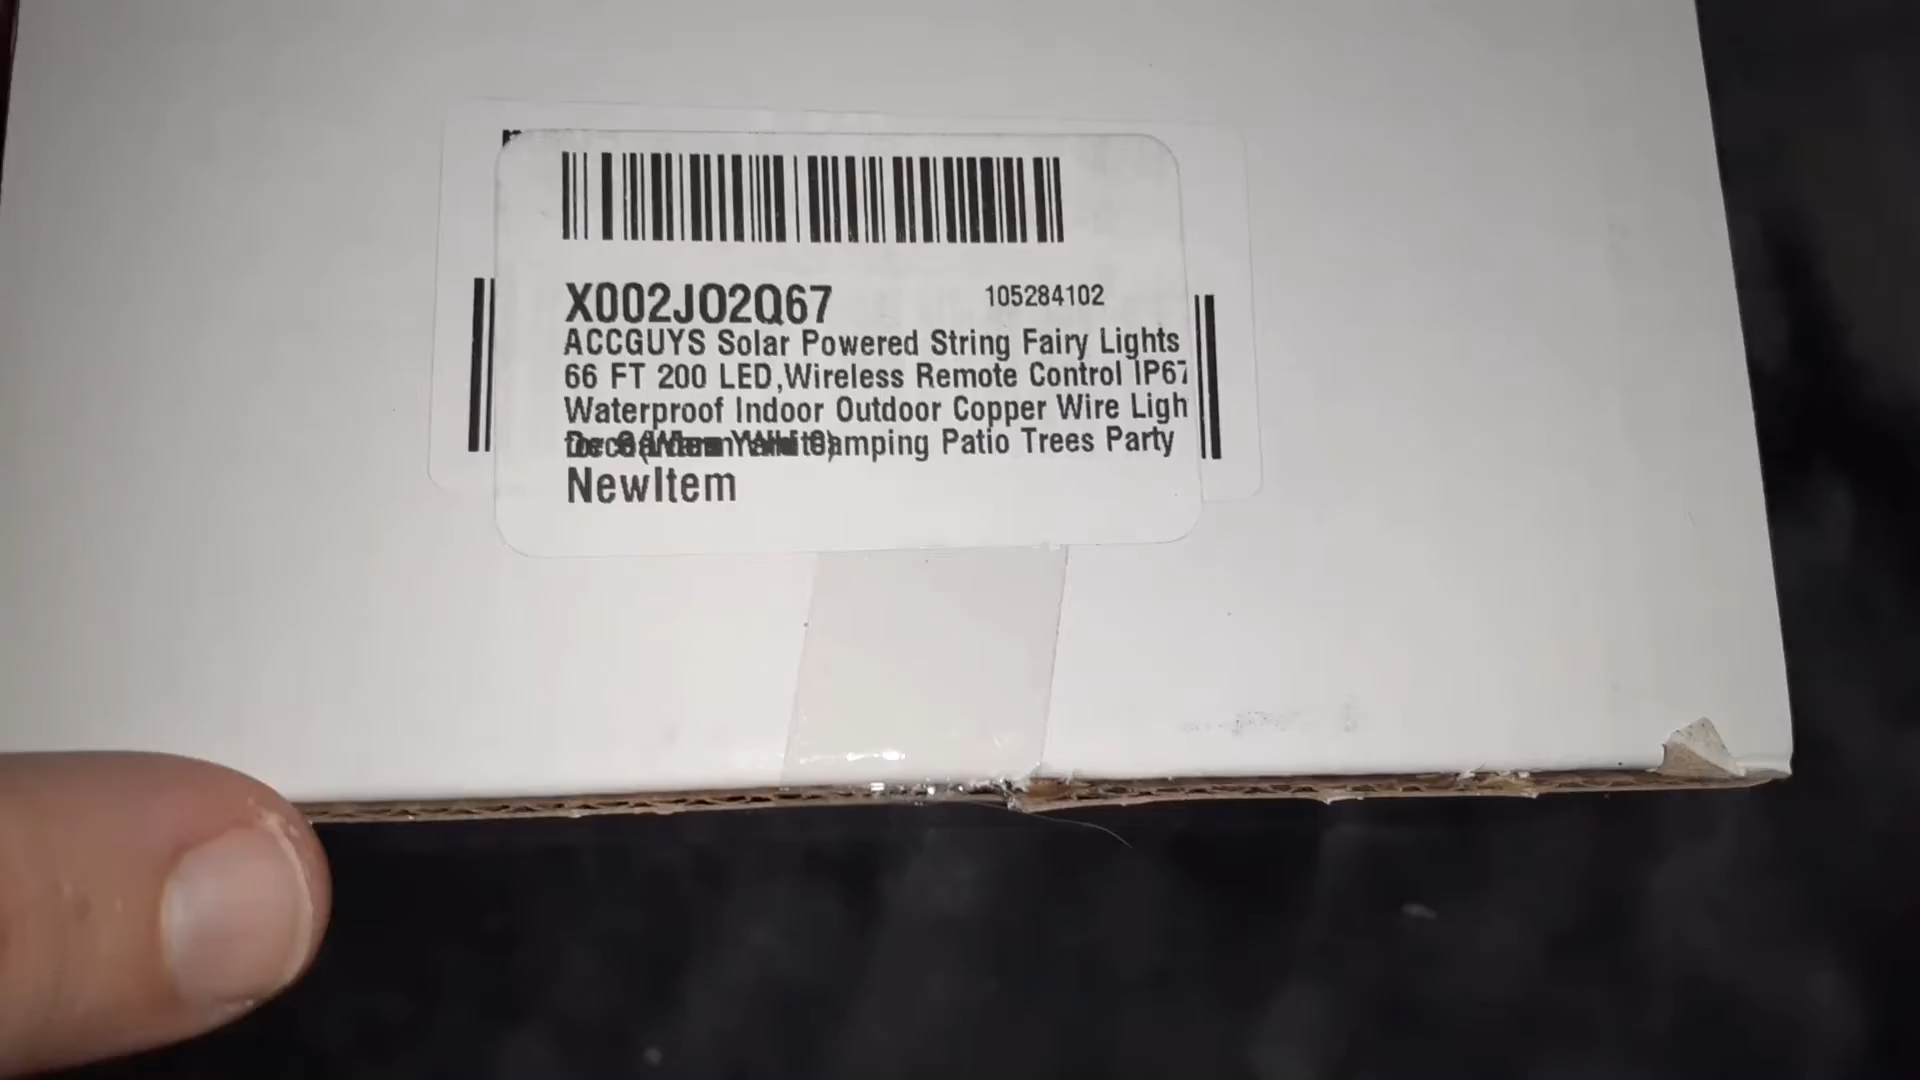 X002JO2Q67
105284102
ACCGUYS Solar Powered String Fairy Lights
66 FT 200 LED,Wireless Remote Control IP67
Waterproof Indoor Outdoor Copper Wire Ligh
Camping Patio Trees Party
NewItem